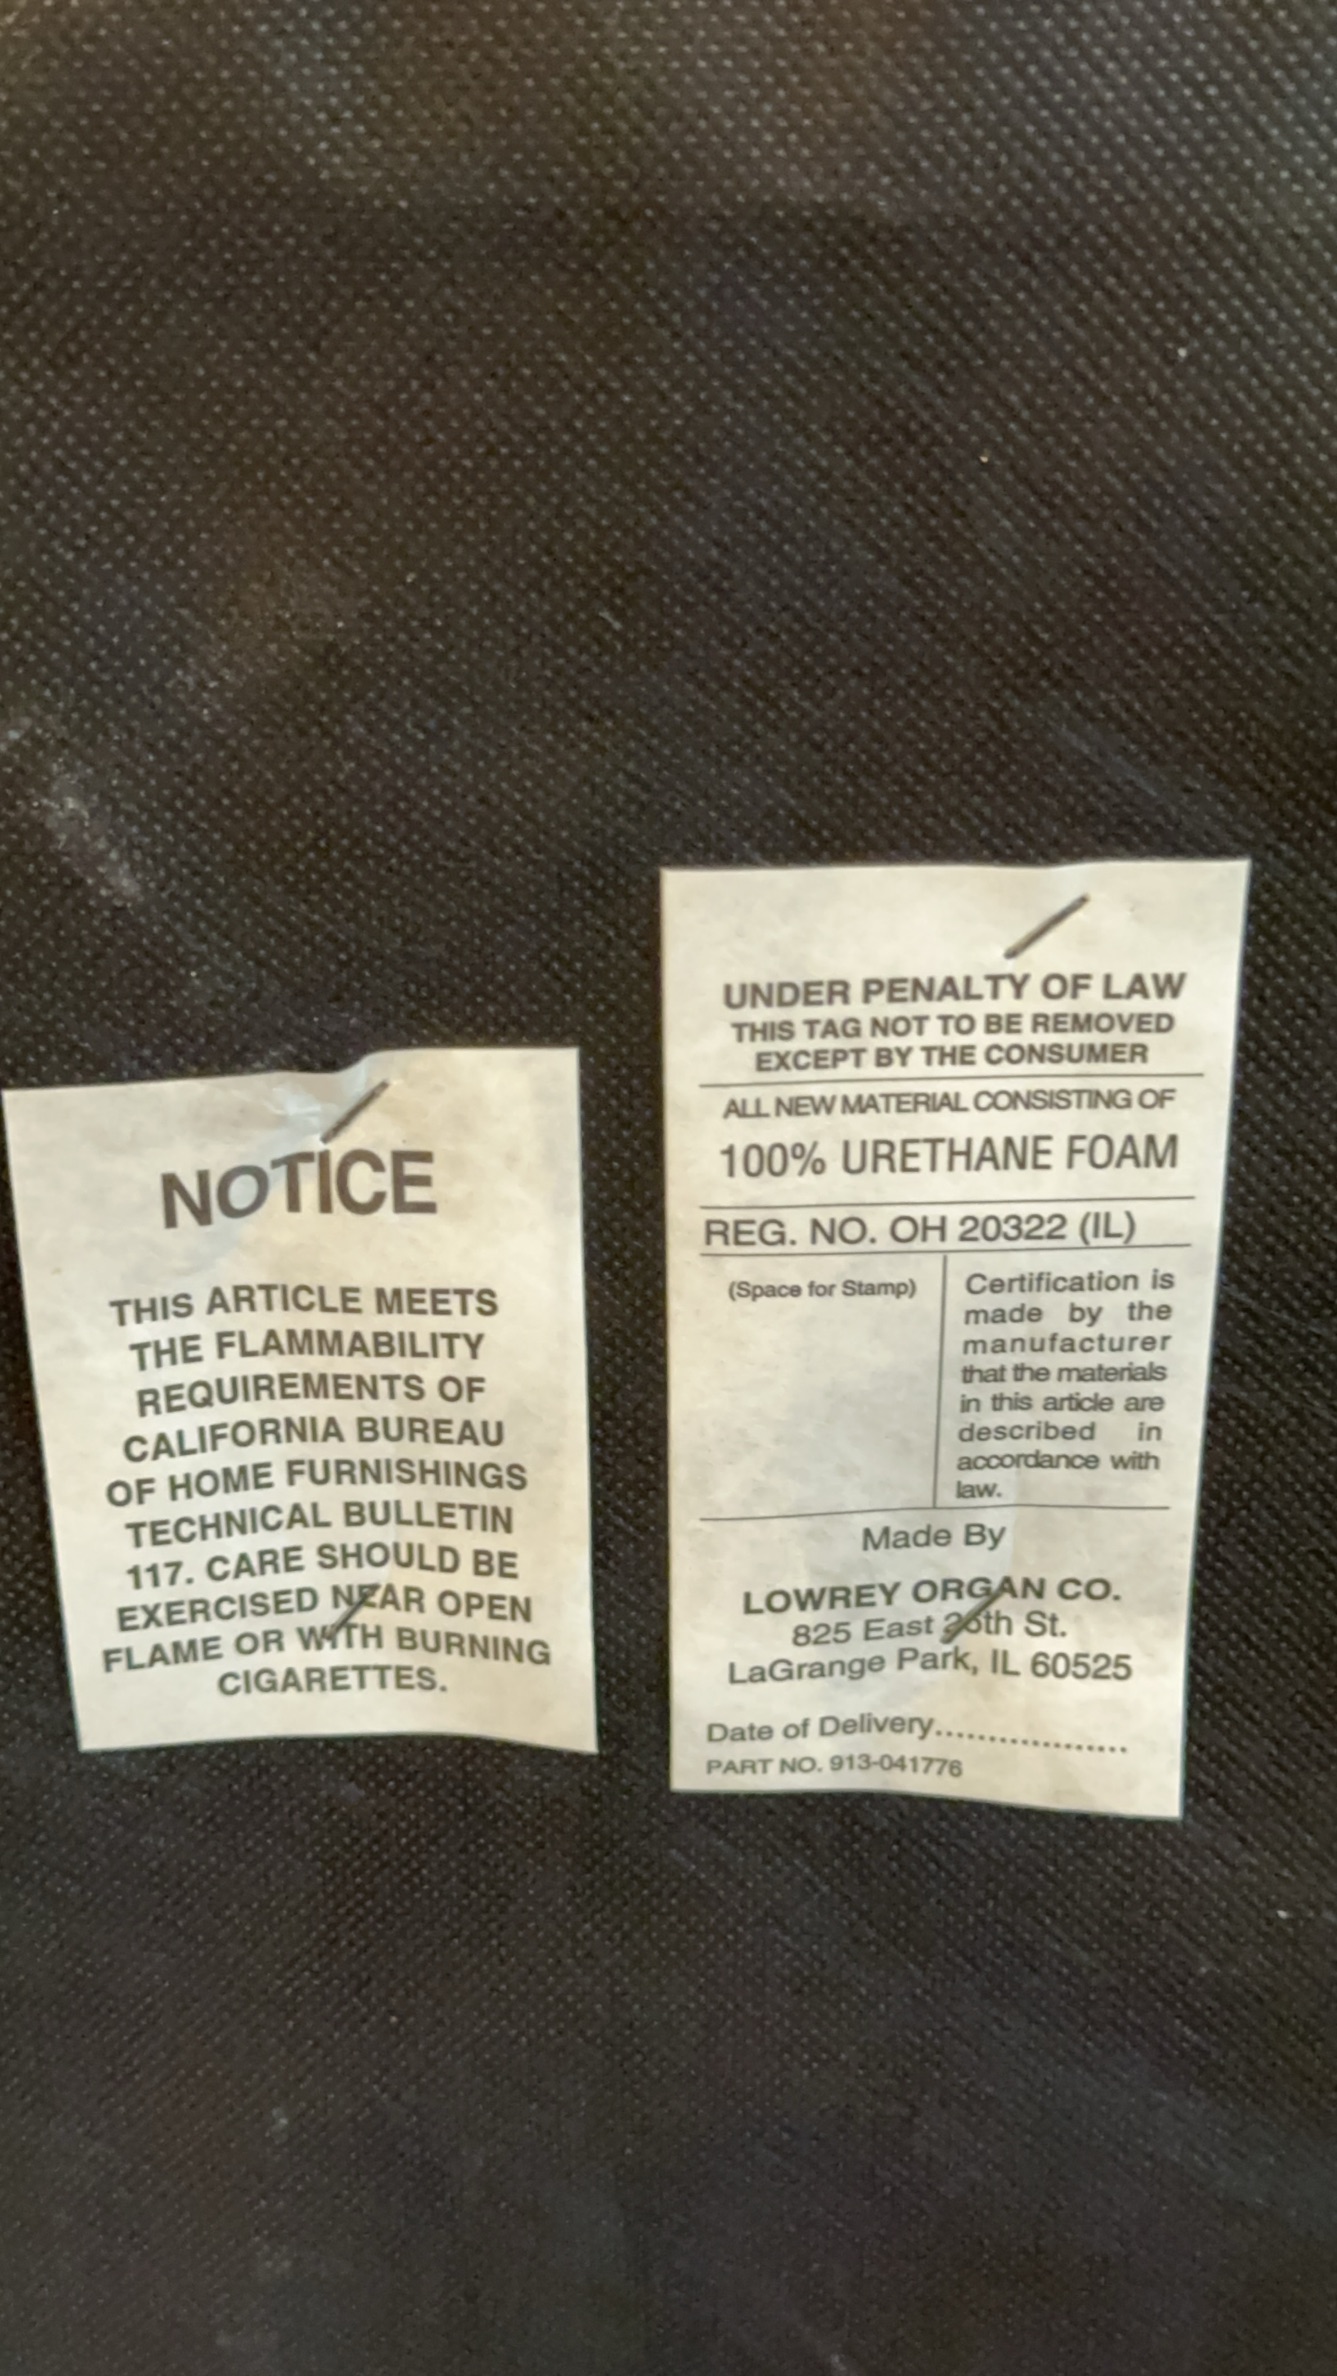 NOTICE
THIS ARTICLE MEETS
THE FLAMMABILITY
REQUIREMENTS OF
CALIFORNIA BUREAU
OF HOME FURNISHINGS
TECHNICAL BULLETIN
117. CARE SHOULD BE
EXERCISED NEAR OPEN
FLAME OR WITH BURNING
CIGARETTES.
UNDER PENALTY OF LAW
THIS TAG NOT TO BE REMOVED
EXCEPT BY THE CONSUMER
ALL NEW MATERIAL CONSISTING OF
100% URETHANE FOAM
REG. NO. OH 20322 (IL)
(Space for Stamp)
Certification is
made by the
manufacturer
that the materials
in this article are
described in
accordance with
law.
Made By
LOWREY ORGAN CO.
825 East 26th St.
LaGrange Park, IL 60525
Date of Delivery..................
PART NO. 913-041776